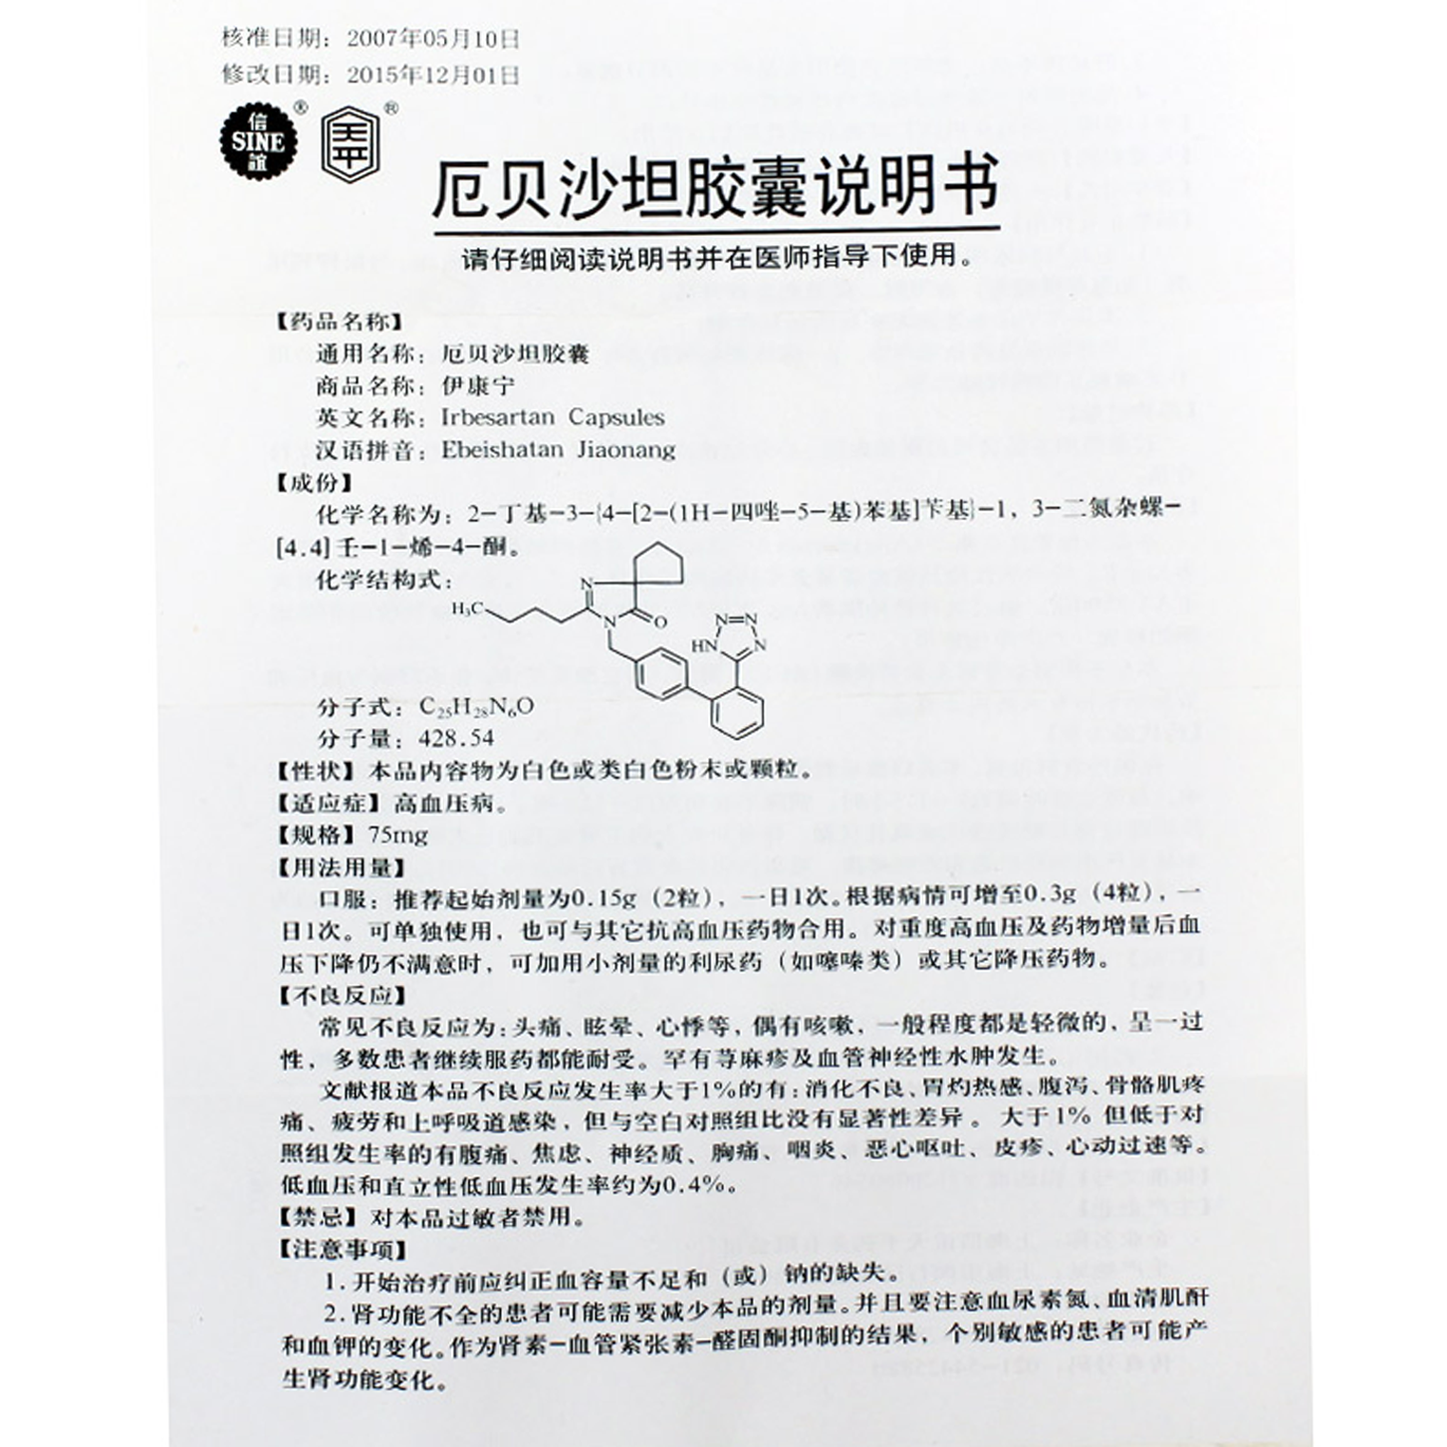 核准日期：2007年05月10日
修改日期：2015年12月01日
信 ® ®
SINE 天
誼 平
厄贝沙坦胶囊说明书
请仔细阅读说明书并在医师指导下使用。
【药品名称】
通用名称：厄贝沙坦胶囊
商品名称：伊康宁
英文名称：Irbesartan Capsules
汉语拼音：Ebeishatan Jiaonang
【成份】
化学名称为：2-丁基-3-{4-[2-(1H-四唑-5-基)苯基]苄基}-1，3-二氮杂螺-
[4.4]壬-1-烯-4-酮。
化学结构式：
N
H₃C
N O
N=N
HN N
分子式：C₂₅H₂₈N₆O
分子量：428.54
【性状】本品内容物为白色或类白色粉末或颗粒。
【适应症】高血压病。
【规格】75mg
【用法用量】
口服：推荐起始剂量为0.15g（2粒），一日1次。根据病情可增至0.3g（4粒），一
日1次。可单独使用，也可与其它抗高血压药物合用。对重度高血压及药物增量后血
压下降仍不满意时，可加用小剂量的利尿药（如噻嗪类）或其它降压药物。
【不良反应】
常见不良反应为：头痛、眩晕、心悸等，偶有咳嗽，一般程度都是轻微的，呈一过
性，多数患者继续服药都能耐受。罕有荨麻疹及血管神经性水肿发生。
文献报道本品不良反应发生率大于1%的有：消化不良、胃灼热感、腹泻、骨骼肌疼
痛、疲劳和上呼吸道感染，但与空白对照组比没有显著性差异。大于1% 但低于对
照组发生率的有腹痛、焦虑、神经质、胸痛、咽炎、恶心呕吐、皮疹、心动过速等。
低血压和直立性低血压发生率约为0.4%。
【禁忌】对本品过敏者禁用。
【注意事项】
1.开始治疗前应纠正血容量不足和（或）钠的缺失。
2.肾功能不全的患者可能需要减少本品的剂量。并且要注意血尿素氮、血清肌酐
和血钾的变化。作为肾素-血管紧张素-醛固酮抑制的结果，个别敏感的患者可能产
生肾功能变化。